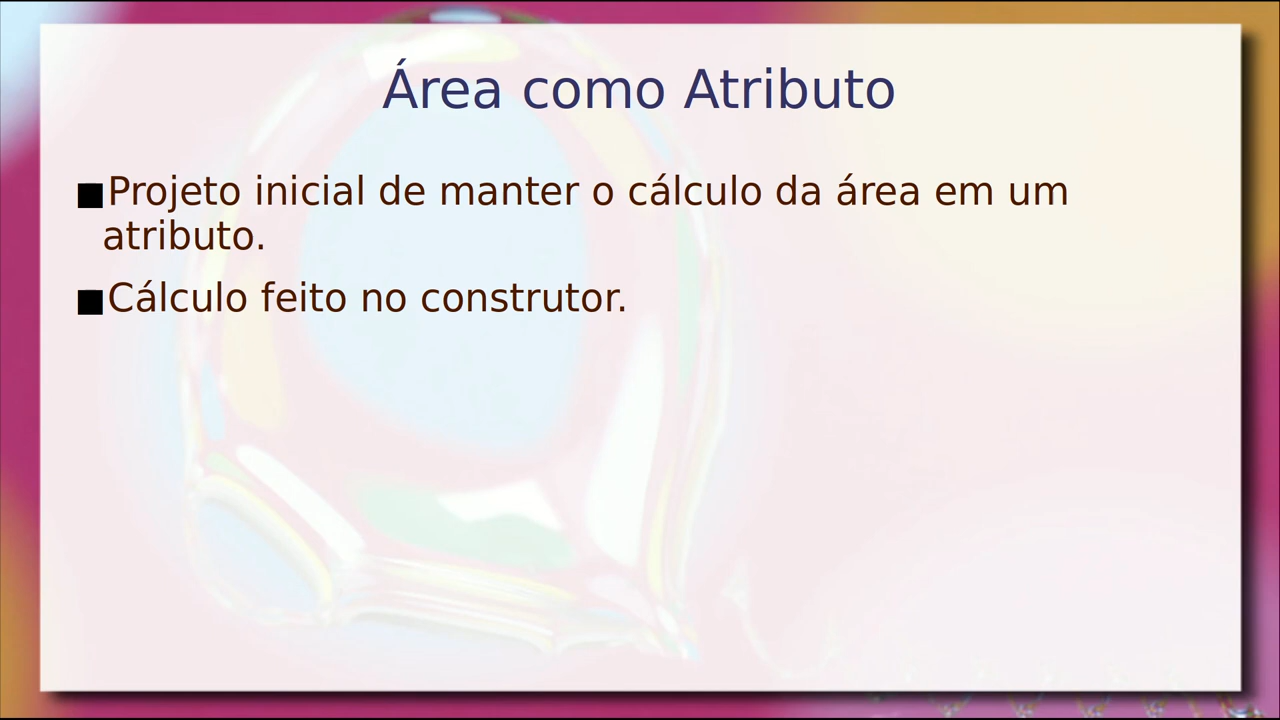 Área como Atributo
■Projeto inicial de manter o cálculo da área em um
atributo.
■Cálculo feito no construtor.